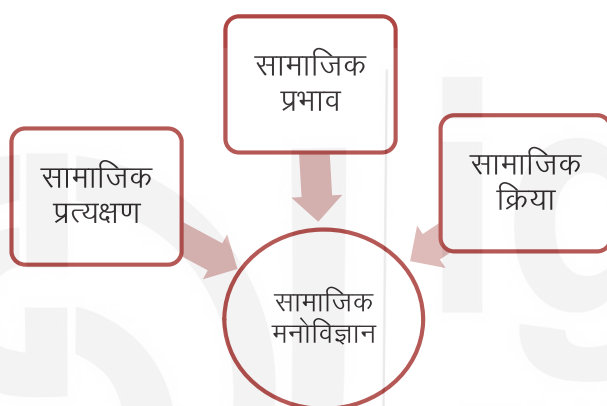 सामाजिक
प्रभाव
सामाजिक
प्रत्यक्षण
सामाजिक
क्रिया
सामाजिक
मनोविज्ञान